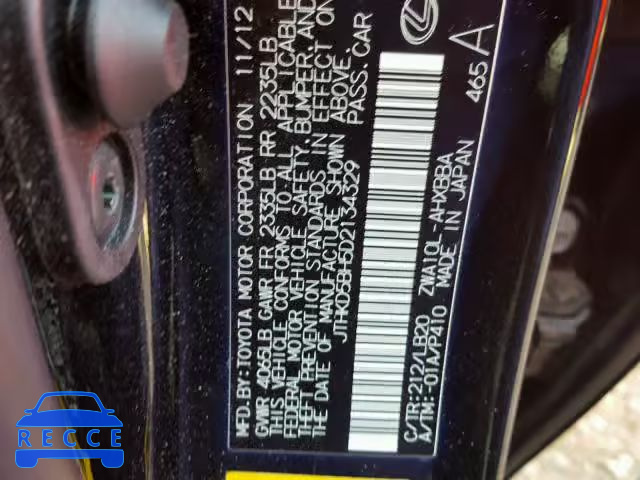 MFD. BY: TOYOTA MOTOR CORPORATION 11/12
GVWR 4065LB GAWR FR 2335LB RR 2235LB
THIS VEHICLE CONFORMS TO ALL APPLICABLE
FEDERAL MOTOR VEHICLE SAFETY, BUMPER, AND
THEFT PREVENTION STANDARDS IN EFFECT ON
THE DATE OF MANUFACTURE SHOWN ABOVE.
JTHKD5BH5D2134329 PASS. CAR
C/TR: 212/LB20 ZWA10L-AHXBBA
A/TM: -01A/P410 MADE IN JAPAN
465 A
RECCE